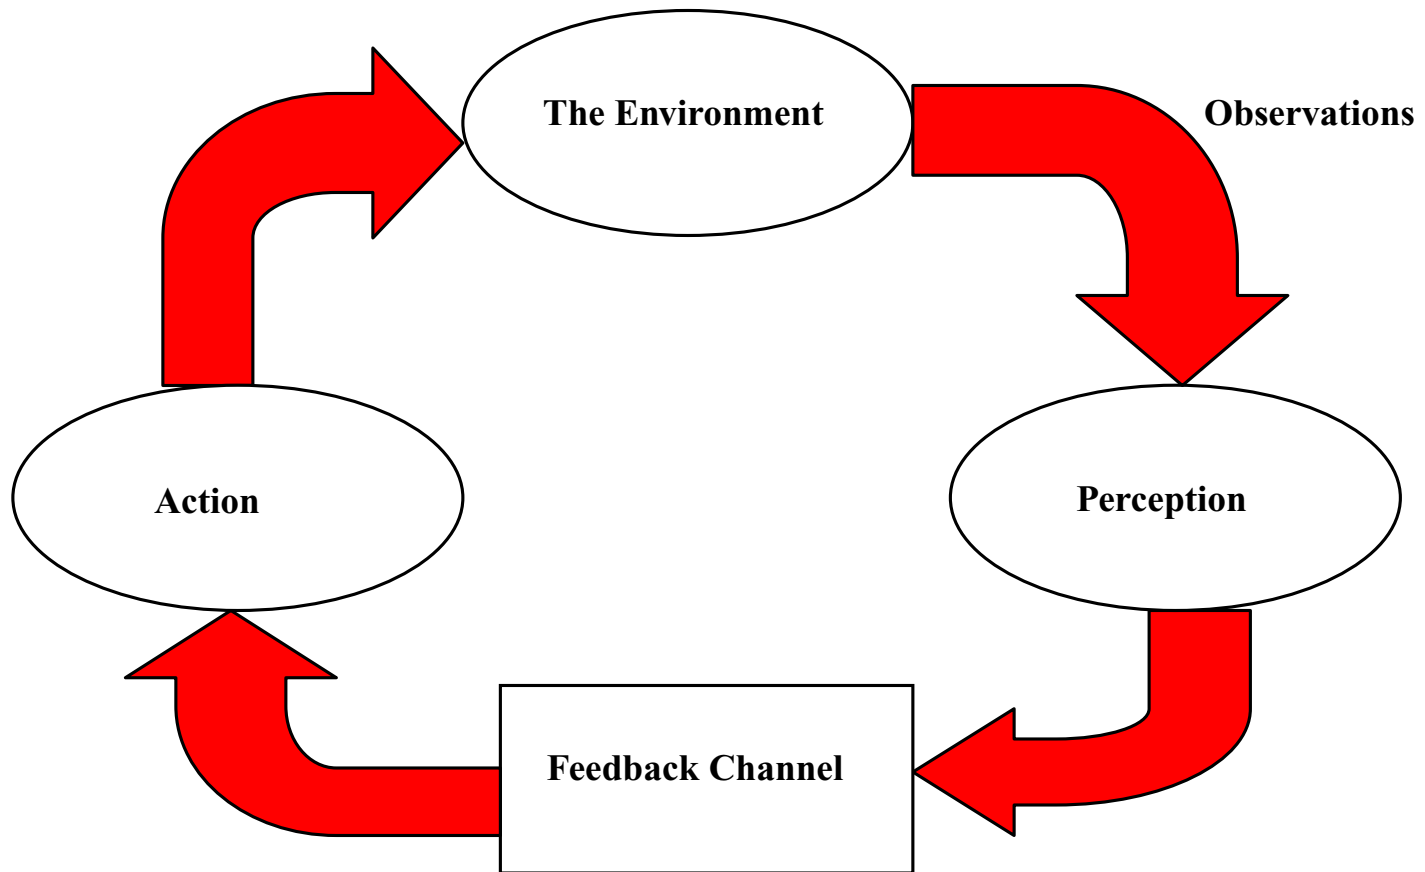 The Environment
Observations
Action
Perception
Feedback Channel